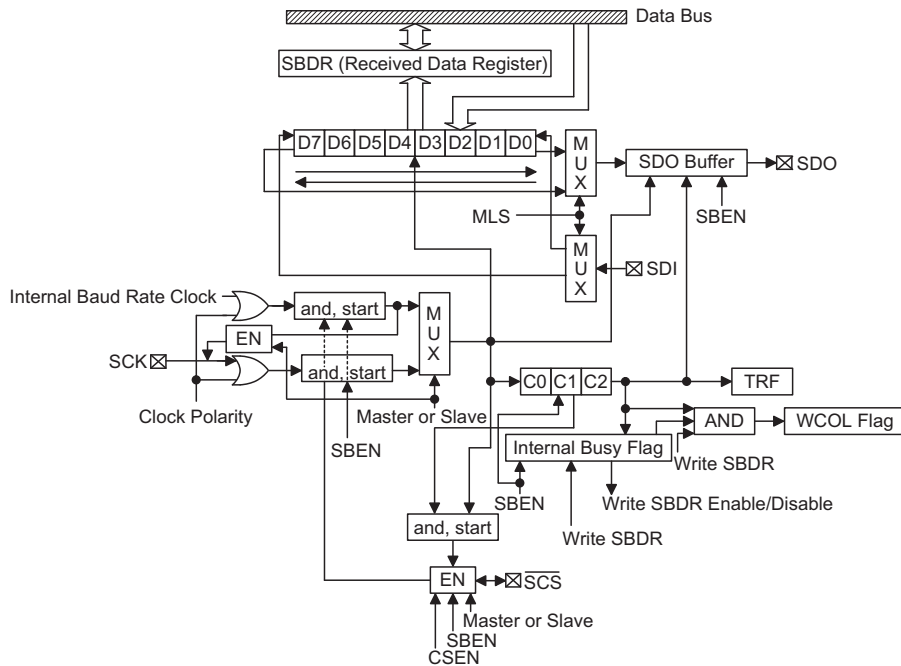 Data Bus
SBDR (Received Data Register)
D7 D6 D5 D4 D3 D2 D1 D0
MUX
SDO Buffer
SDO
MLS
SBEN
MUX
SDI
Internal Baud Rate Clock
and, start
MUX
EN
SCK
and, start
C0 C1 C2
TRF
Clock Polarity
Master or Slave
AND
WCOL Flag
SBEN
Internal Busy Flag
Write SBDR
SBEN
Write SBDR Enable/Disable
and, start
Write SBDR
EN
SCS
Master or Slave
SBEN
CSEN